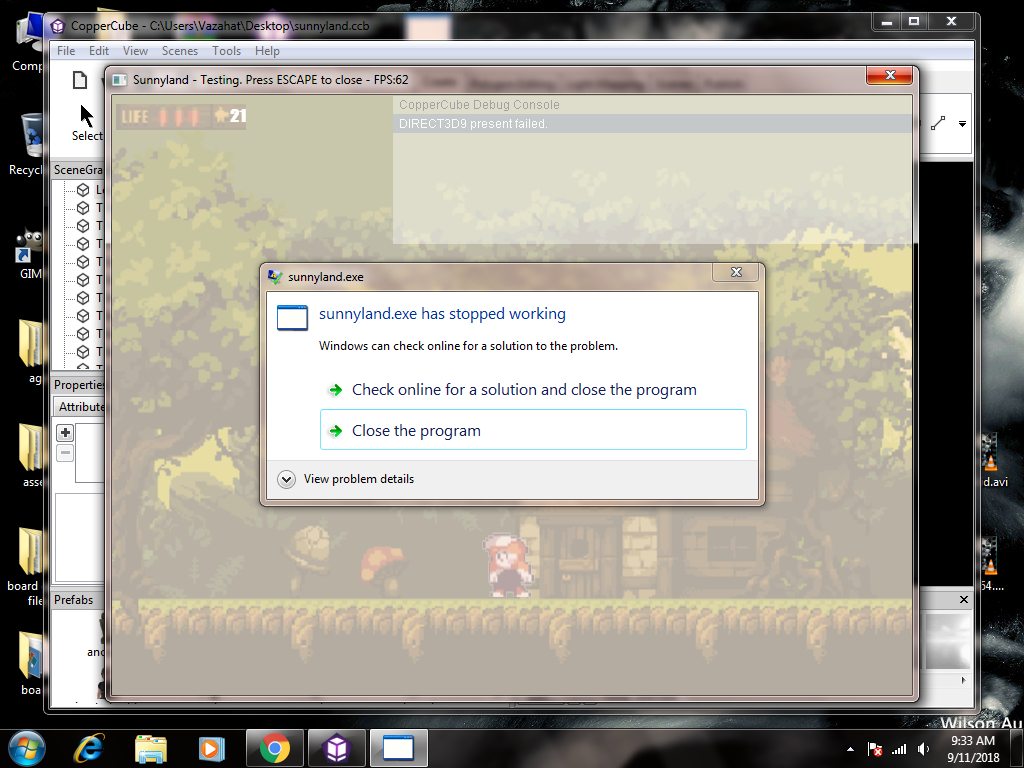 CopperCube - C:\Users\Vazahat\Desktop\sunnyland.ccb
File Edit View Scenes Tools Help
Comp
Sunnyland - Testing. Press ESCAPE to close - FPS:62
LIFE 21
CopperCube Debug Console
DIRECT3D9 present failed.
Select
Recycl
SceneGra
L
T
T
T
T
T
T
T
T
T
GIM
sunnyland.exe
sunnyland.exe has stopped working
Windows can check online for a solution to the problem.
Check online for a solution and close the program
Close the program
View problem details
ag
Properties
Attribute
asse
d.avi
board
file
64....
Prefabs
and
boa
Wilson Au
9:33 AM
9/11/2018